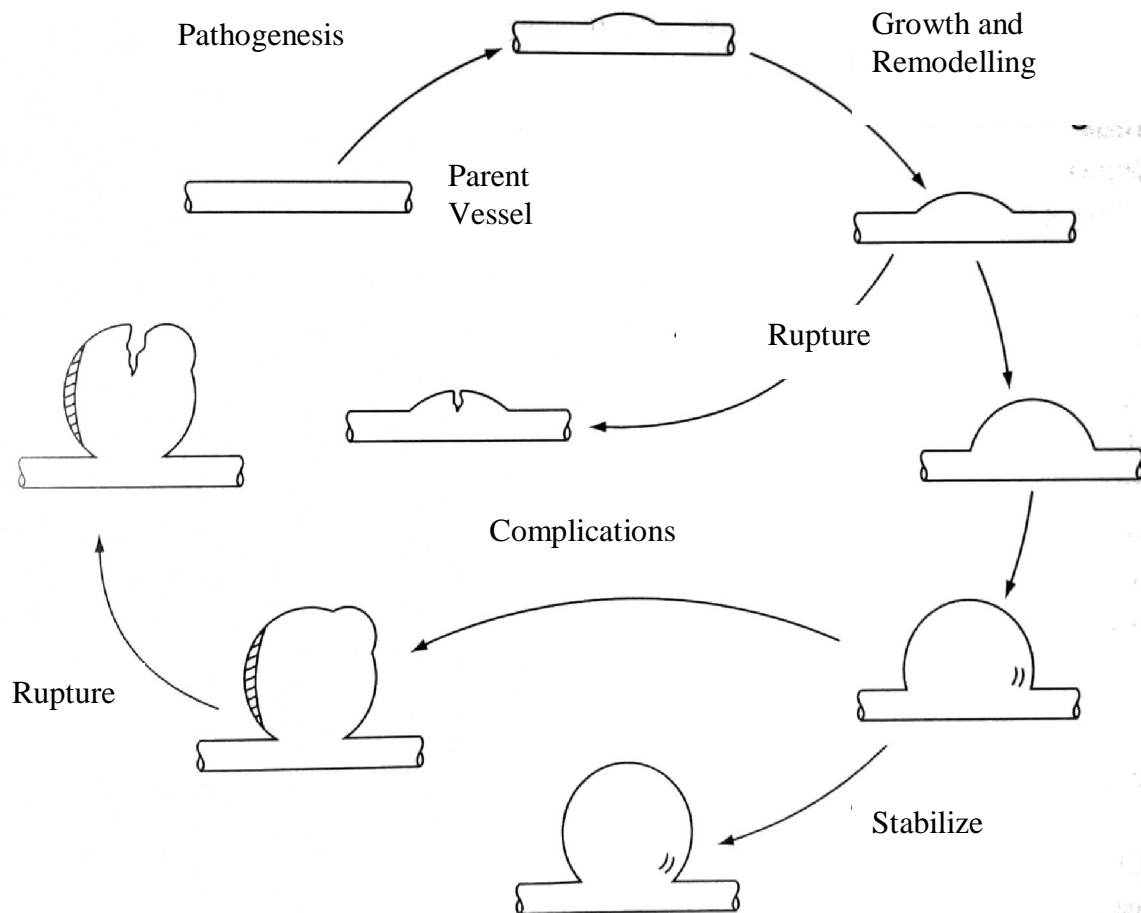 Pathogenesis
Growth and
Remodelling
Parent
Vessel
Rupture
Complications
Rupture
Stabilize